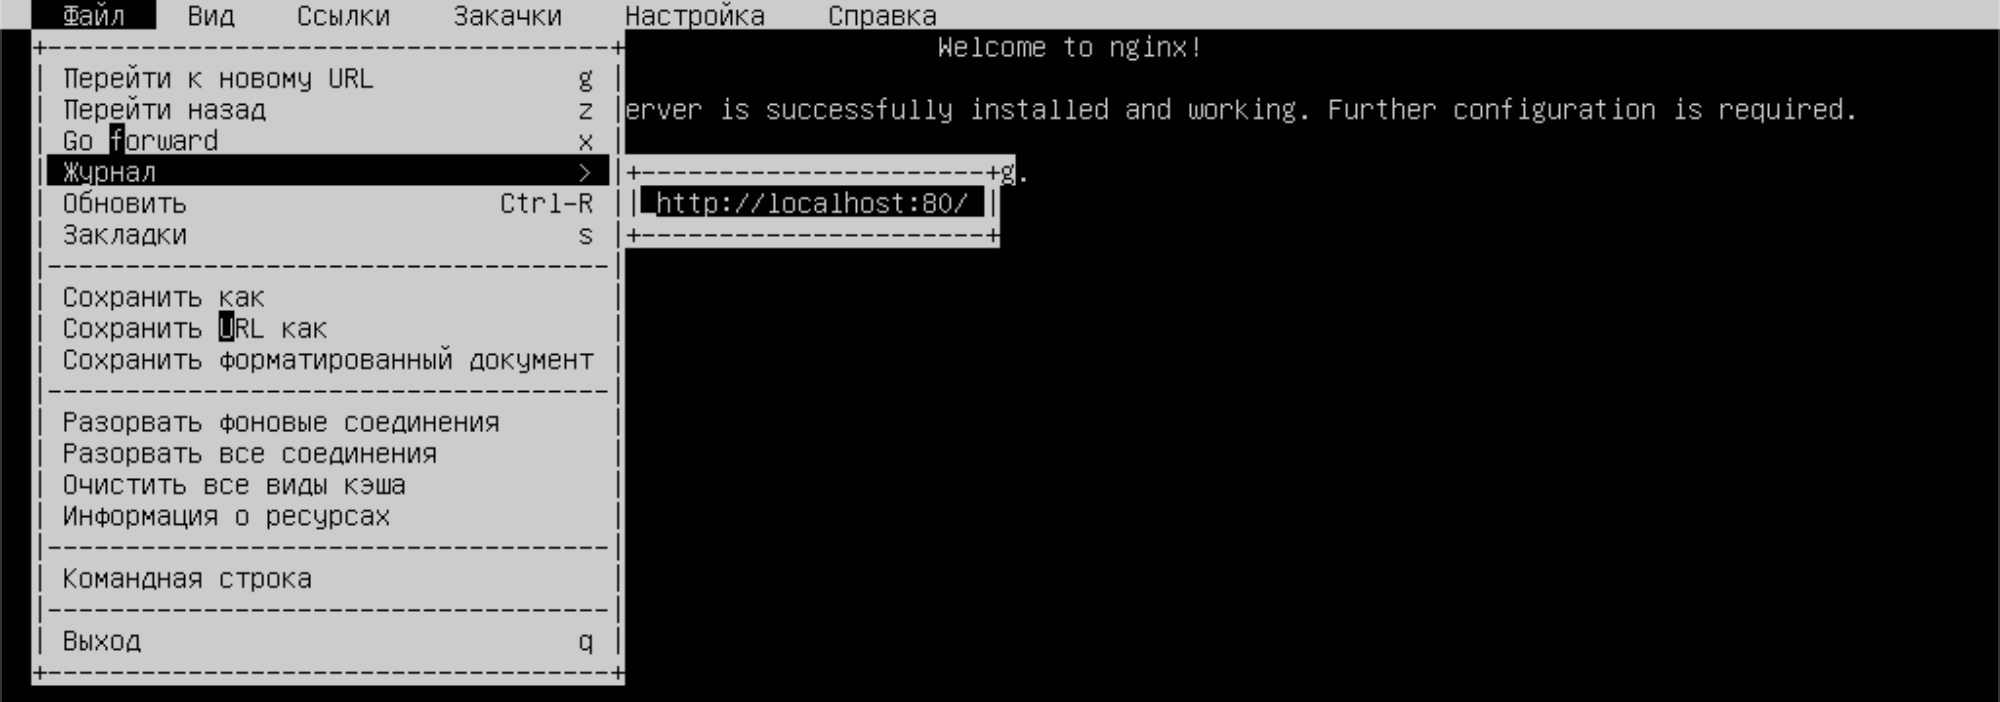 Файл Вид Ссылки Закачки Настройка Справка
Welcome to nginx!
Перейти к новому URL g
Перейти назад z erver is successfully installed and working. Further configuration is required.
Go forward x
Журнал > g.
Обновить Ctrl-R http://localhost:80/
Закладки s
Сохранить как
Сохранить URL как
Сохранить форматированный документ
Разорвать фоновые соединения
Разорвать все соединения
Очистить все виды кэша
Информация о ресурсах
Командная строка
Выход q